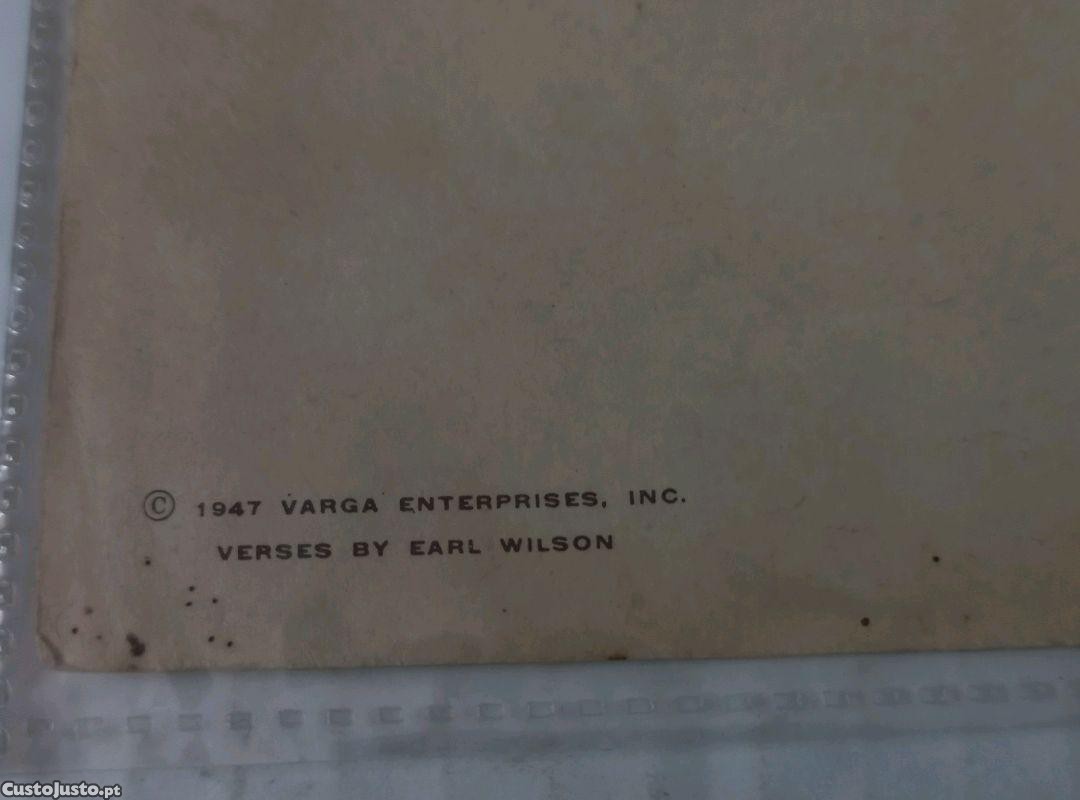 © 1947 VARGA ENTERPRISES, INC.
VERSES BY EARL WILSON
CustoJusto.pt